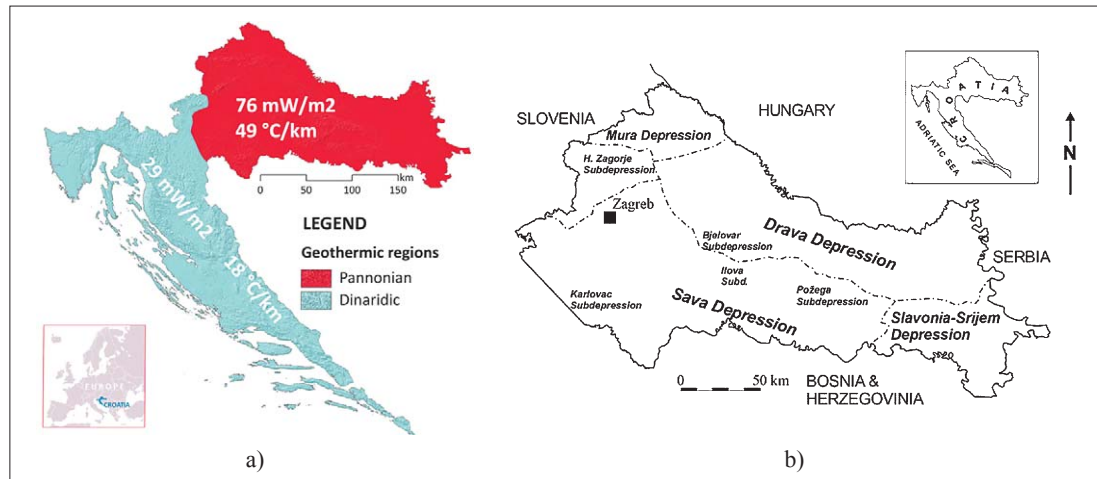 76 mW/m2
49 °C/km
0 50 100 150
km
29 mW/m2
18 °C/km
LEGEND
Geothermic regions
Pannonian
Dinaridic
EUROPE
CROATIA
a)
SLOVENIA
HUNGARY
Mura Depression
H. Zagorje
Subdepression
Zagreb
Bjelovar
Subdepression
Drava Depression
Ilova
Subd.
Požega
Subdepression
Karlovac
Subdepression
Sava Depression
Slavonia-Srijem
Depression
SERBIA
0 50 km
BOSNIA &
HERZEGOVINIA
CROATIA
ADRIATIC SEA
N
b)